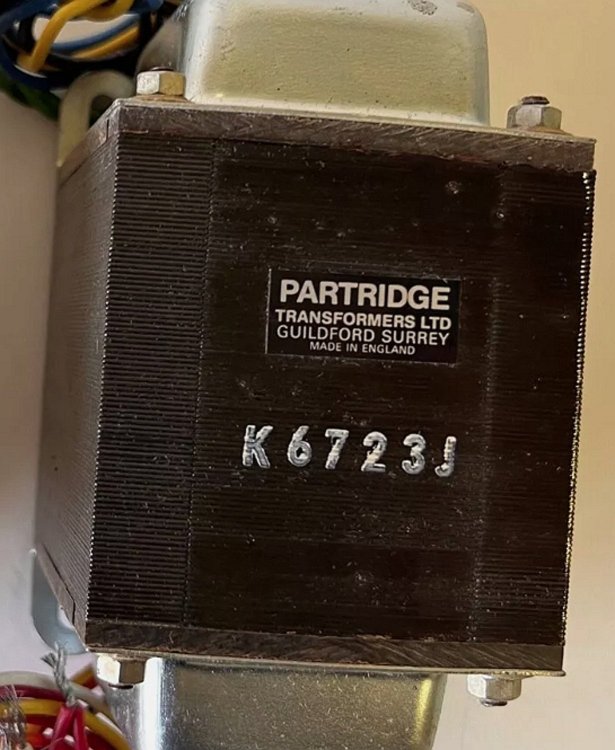 PARTRIDGE
TRANSFORMERS LTD
GUILDFORD SURREY
MADE IN ENGLAND
K6723J